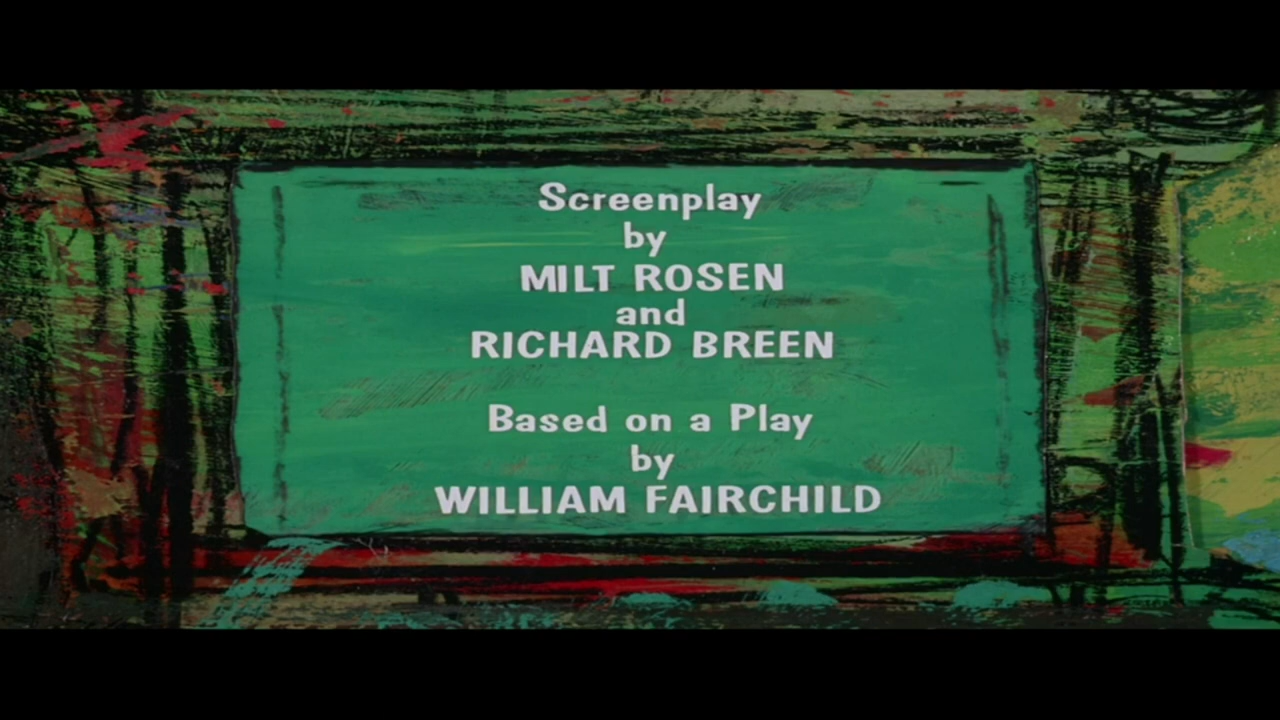 Screenplay
by
MILT ROSEN
and
RICHARD BREEN
Based on a Play
by
WILLIAM FAIRCHILD